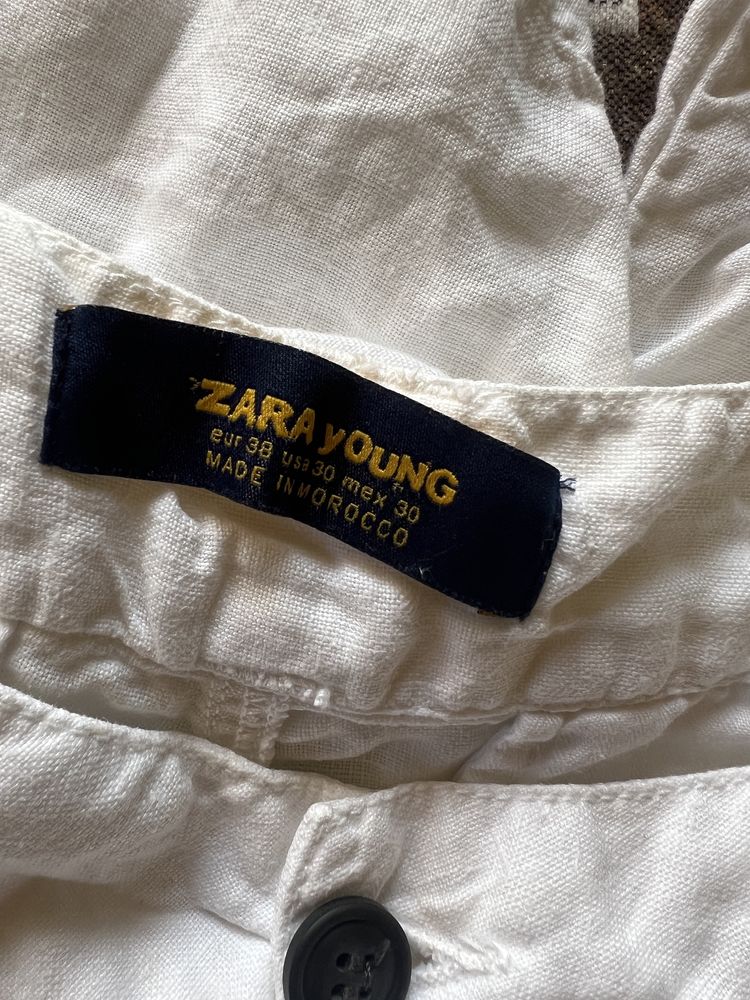 ZARA yOUNG
eur 38 usa 30 mex 30
MADE IN MOROCCO